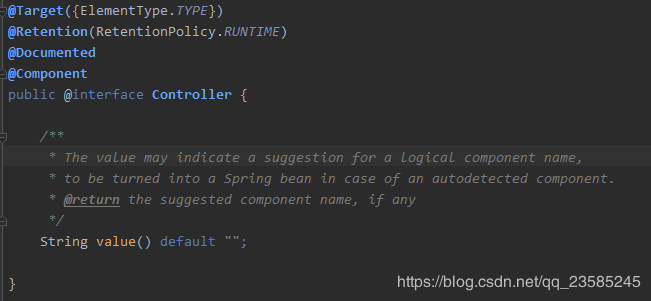 @Target({ElementType.TYPE})
@Retention(RetentionPolicy.RUNTIME)
@Documented
@Component
public @interface Controller {
/**
* The value may indicate a suggestion for a logical component name,
* to be turned into a Spring bean in case of an autodetected component.
* @return the suggested component name, if any
*/
String value() default "";
}
https://blog.csdn.net/qq_23585245